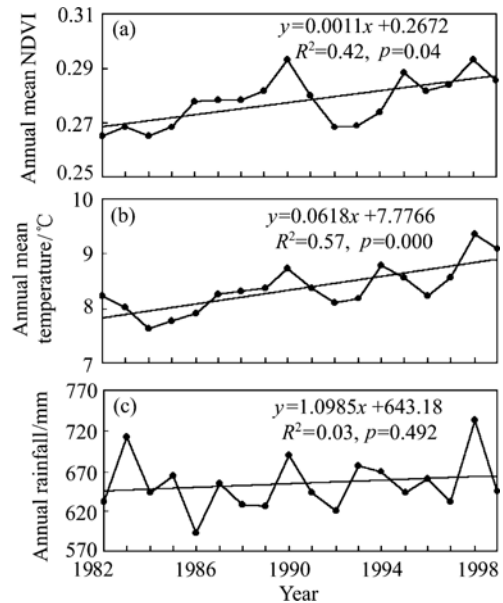 (a)
y=0.0011x+0.2672
R²=0.42, p=0.04
Annual mean NDVI
0.31
0.29
0.27
0.25
(b)
y=0.0618x+7.7766
R²=0.57, p=0.000
Annual mean
temperature/℃
10
9
8
7
(c)
y=1.0985x+643.18
R²=0.03, p=0.492
Annual rainfall/mm
770
720
670
620
570
1982 1986 1990 1994 1998
Year